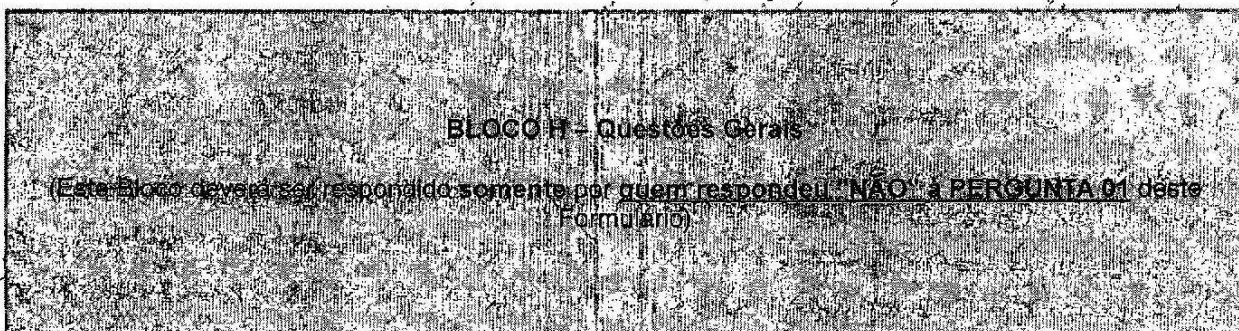 BLOCO H – Questões Gerais
(Este Bloco deverá ser respondido somente por quem respondeu "NÃO" à PERGUNTA 01 deste
Formulário)